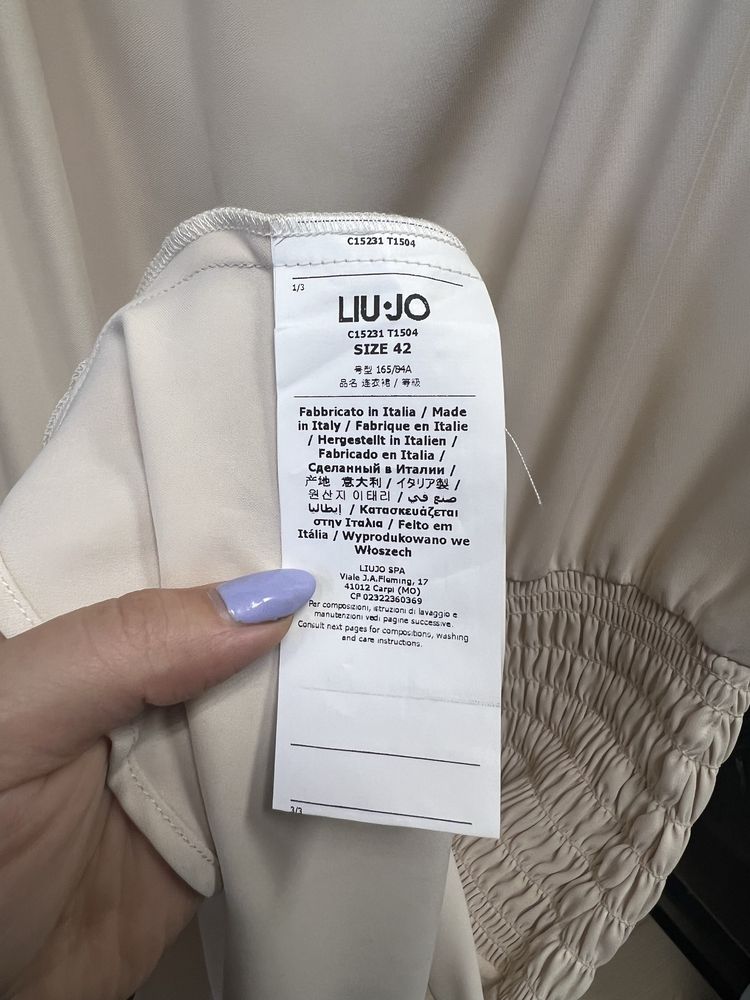 C15231 T1504
1/3
LIU·JO
C15231 T1504
SIZE 42
号型 165/84A
品名 连衣裙 / 等級
Fabbricato in Italia / Made
in Italy / Fabrique en Italie
/ Hergestellt in Italien /
Fabricado en Italia /
Сделанный в Италии /
产地 意大利 / イタリア製 /
원산지 이태리 / صنع في
إيطاليا / Κατασκευάζεται
στην Ιταλια / Feito em
Itália / Wyprodukowano we
Włoszech
LIUJO SPA
Viale J.A.Fleming, 17
41012 Carpi (MO)
CF 02322360369
Per composizioni, istruzioni di lavaggio e
manutenzioni vedi pagine successive.
Consult next pages for compositions, washing
and care instructions.
3/3